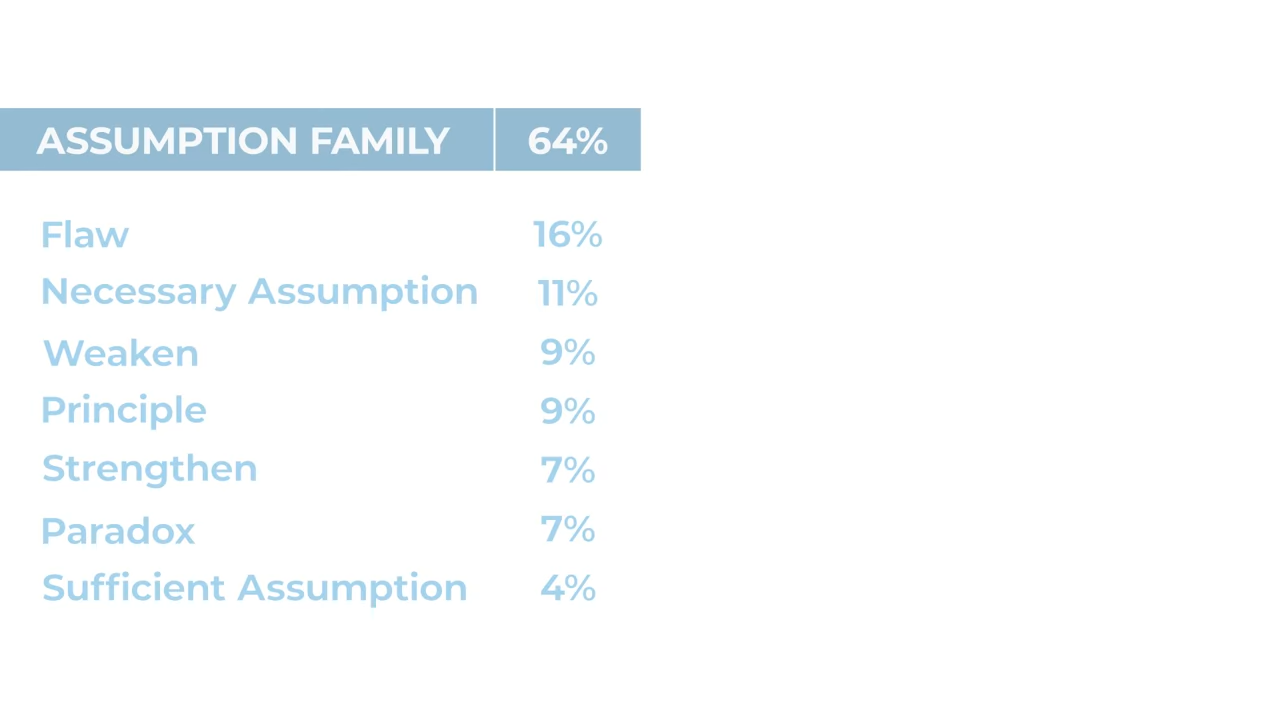 ASSUMPTION FAMILY 64%
Flaw 16%
Necessary Assumption 11%
Weaken 9%
Principle 9%
Strengthen 7%
Paradox 7%
Sufficient Assumption 4%